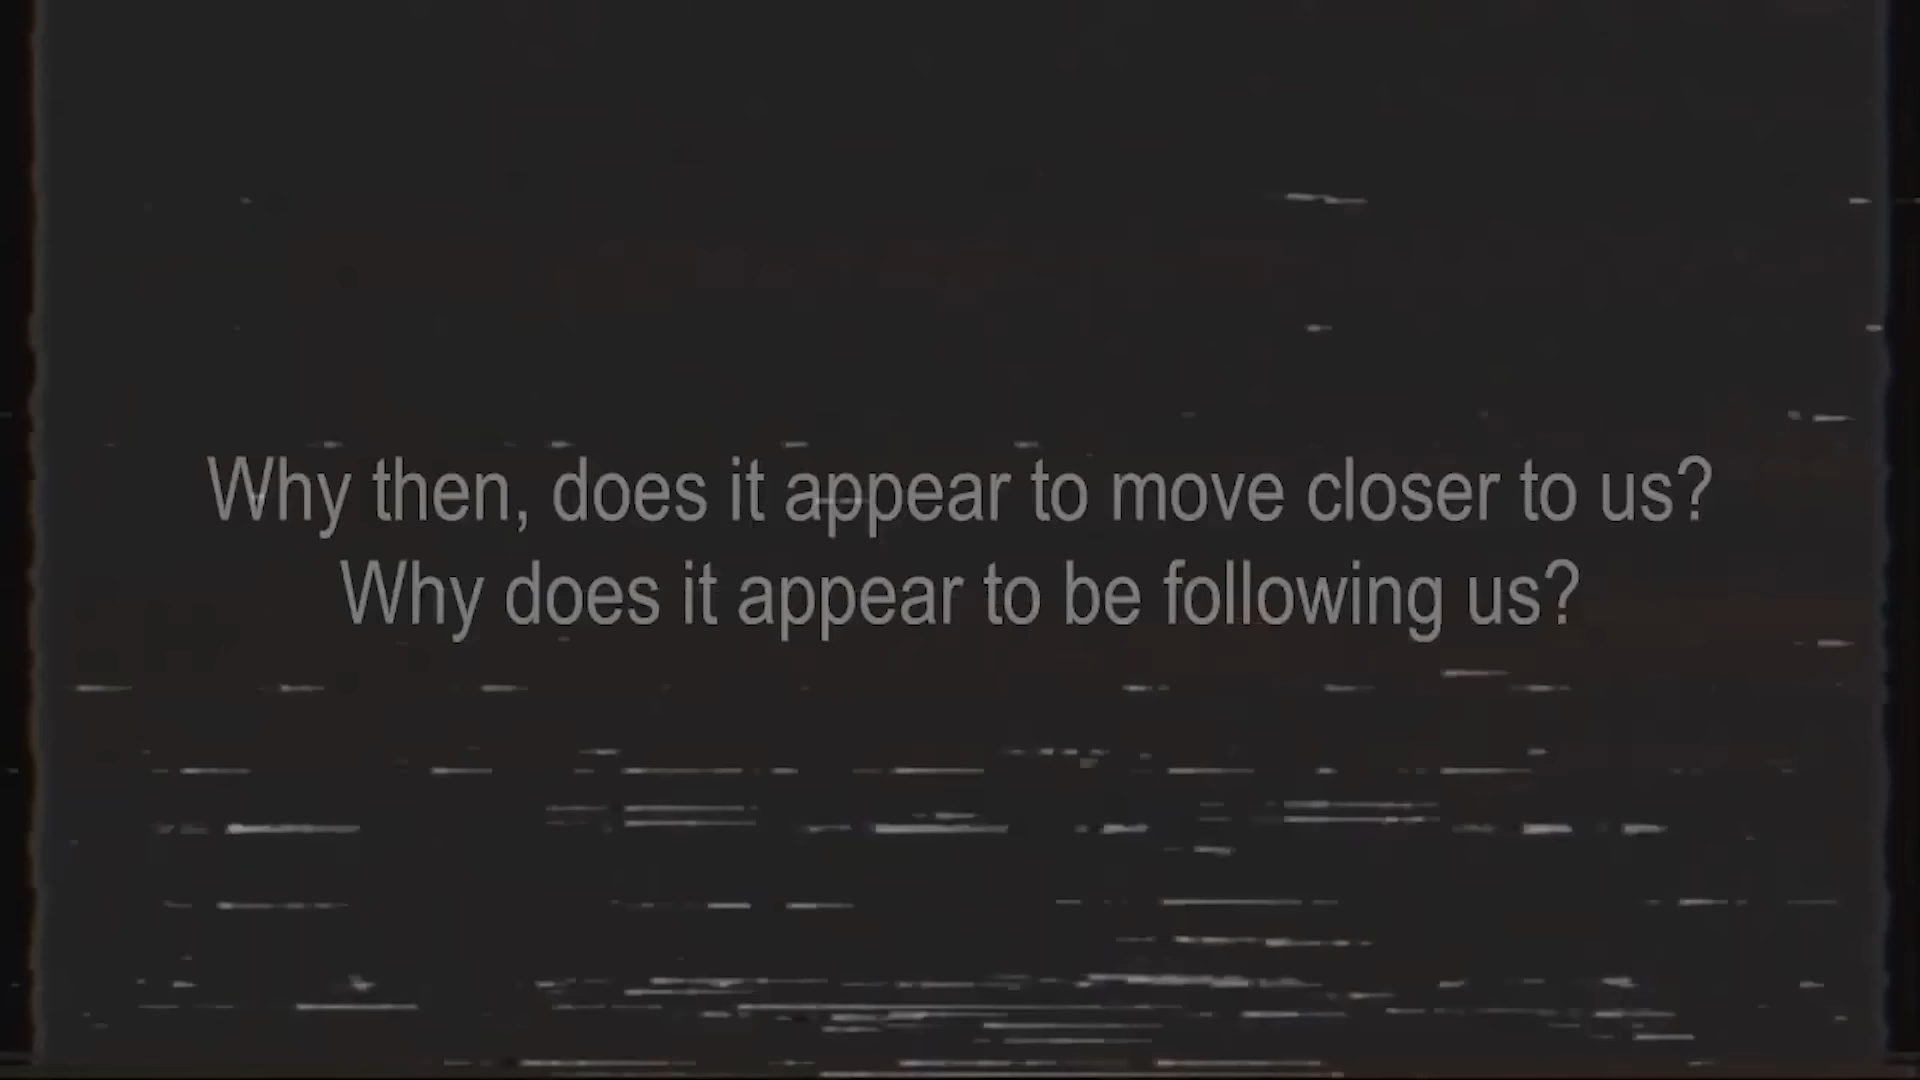 Why then, does it appear to move closer to us?
Why does it appear to be following us?